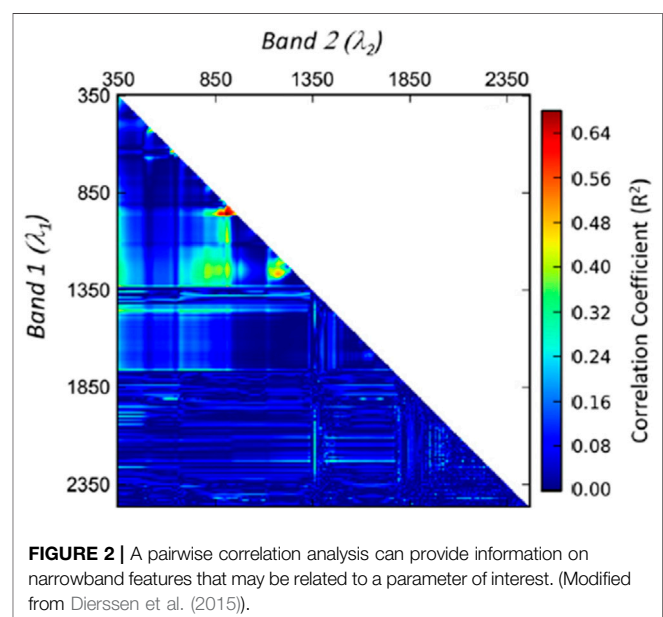 Band 2 (λ2)
350 850 1350 1850 2350
350
850
1350
1850
2350
Band 1 (λ1)
0.64
0.56
0.48
0.40
0.32
0.24
0.16
0.08
0.00
Correlation Coefficient (R²)
FIGURE 2 | A pairwise correlation analysis can provide information on
narrowband features that may be related to a parameter of interest. (Modified
from Dierssen et al. (2015)).